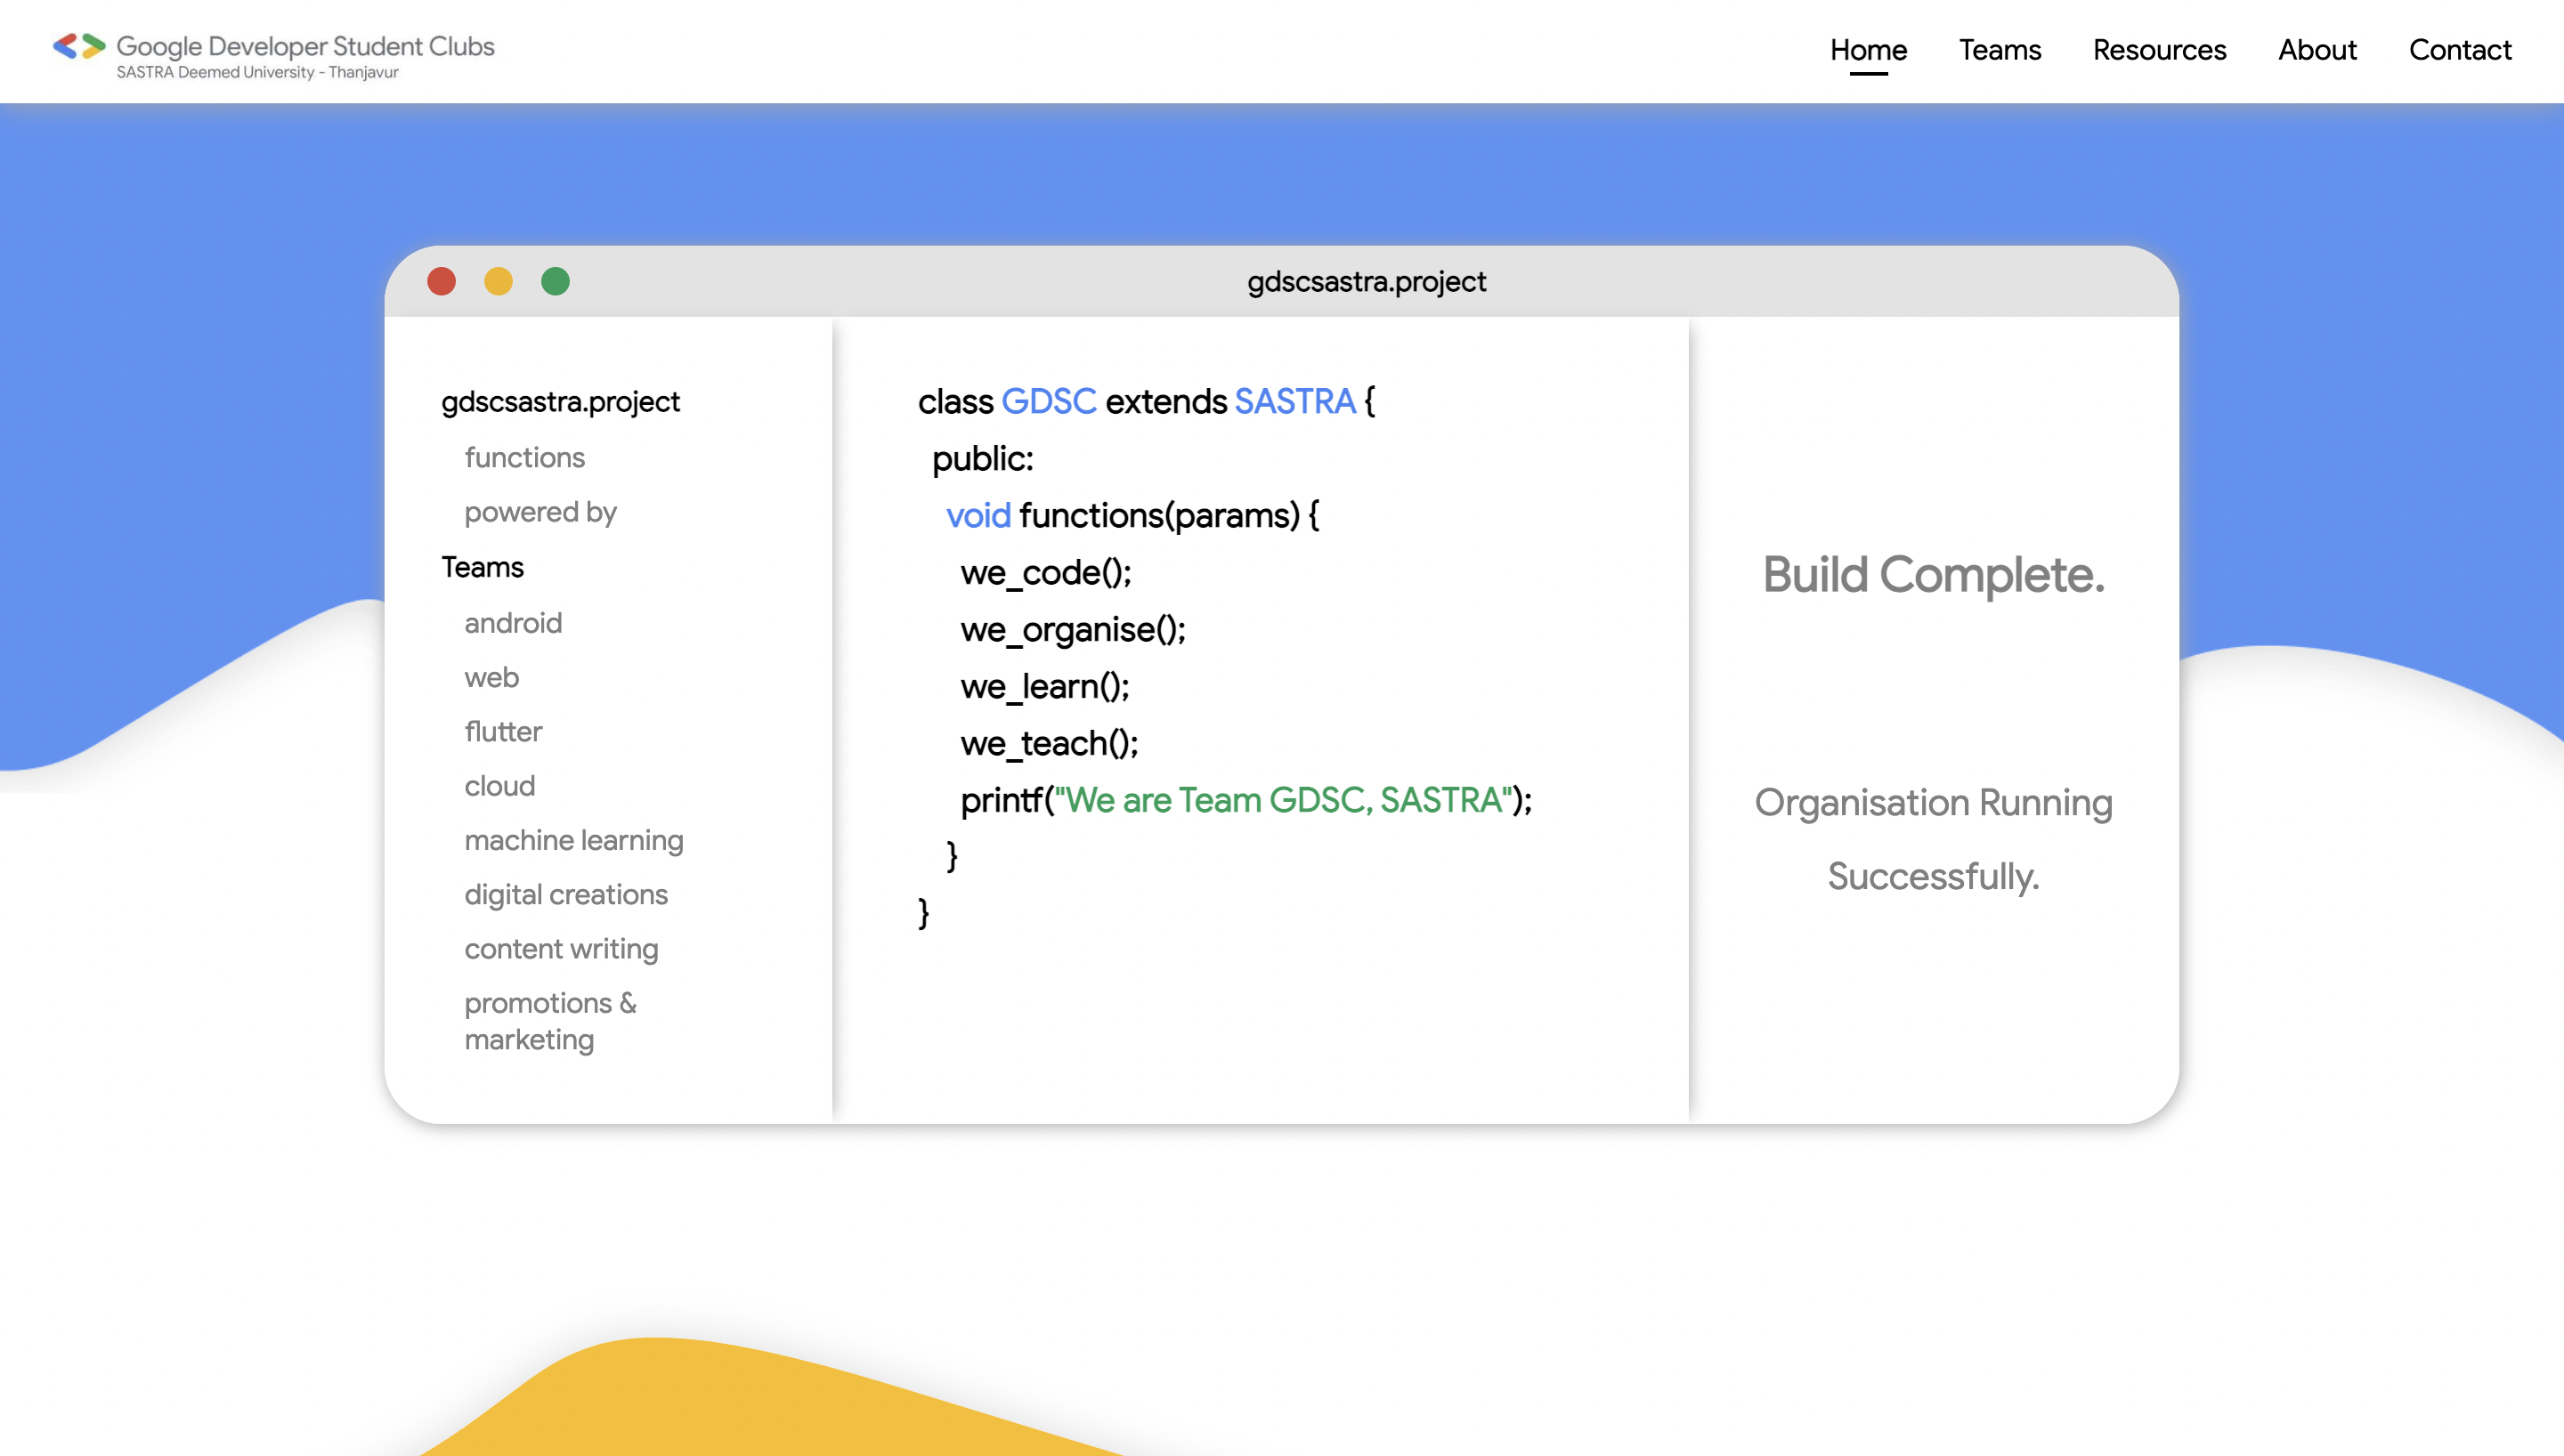 Google Developer Student Clubs
SASTRA Deemed University - Thanjavur
Home Teams Resources About Contact
gdscsastra.project
gdscsastra.project
functions
powered by
Teams
android
web
flutter
cloud
machine learning
digital creations
content writing
promotions &
marketing
class GDSC extends SASTRA {
public:
void functions(params) {
we_code();
we_organise();
we_learn();
we_teach();
printf("We are Team GDSC, SASTRA");
}
}
Build Complete.
Organisation Running
Successfully.